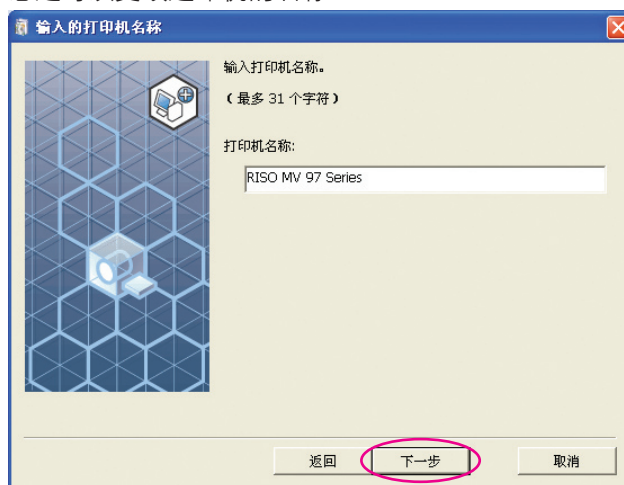 输入的打印机名称
输入打印机名称。
（最多 31 个字符）
打印机名称:
RISO MV 97 Series
返回
下一步
取消